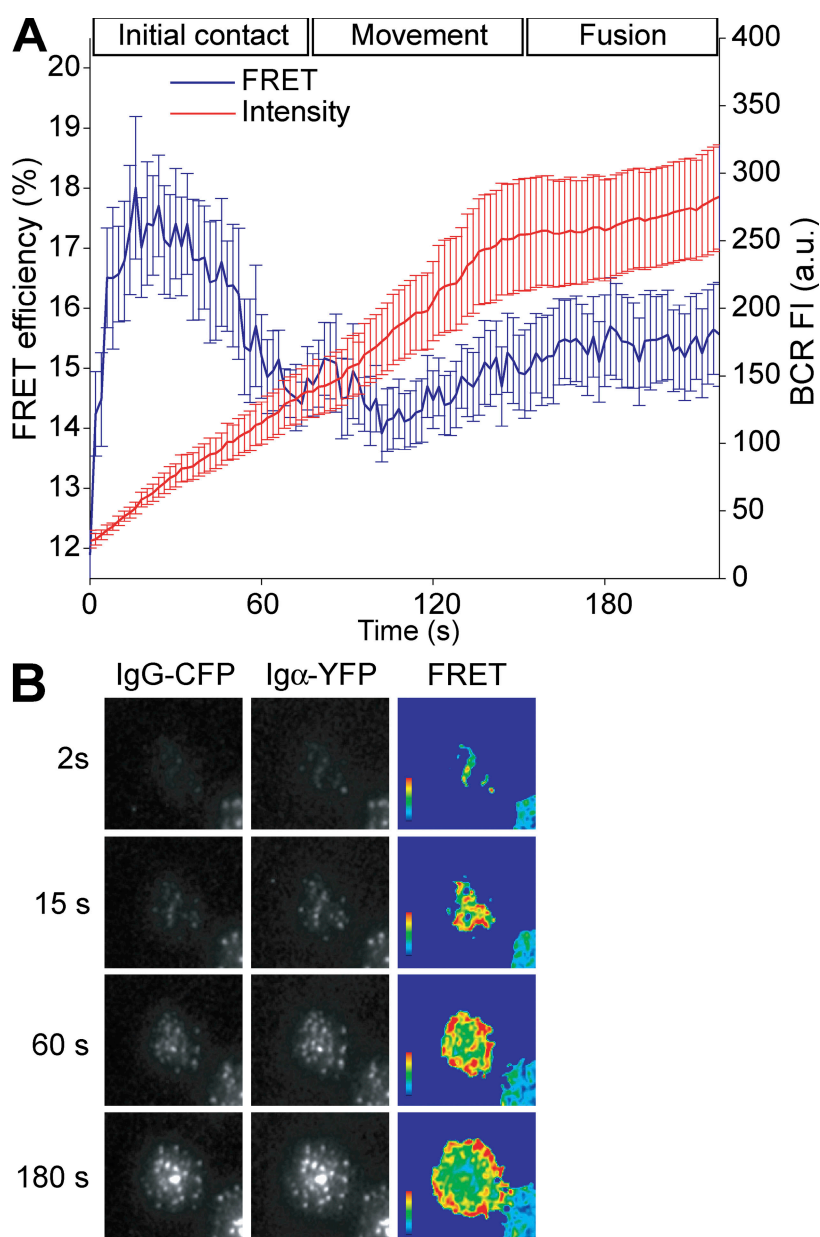 A
Initial contact Movement Fusion
FRET
Intensity
FRET efficiency (%)
20
19
18
17
16
15
14
13
12
BCR FI (a.u.)
400
350
300
250
200
150
100
50
0
0 60 120 180
Time (s)
B
IgG-CFP Igα-YFP FRET
2s
15 s
60 s
180 s